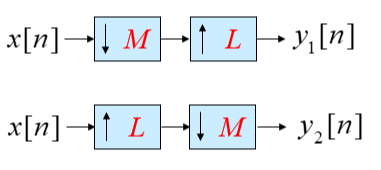 x[n] ↓ M ↑ L y₁[n]
x[n] ↑ L ↓ M y₂[n]